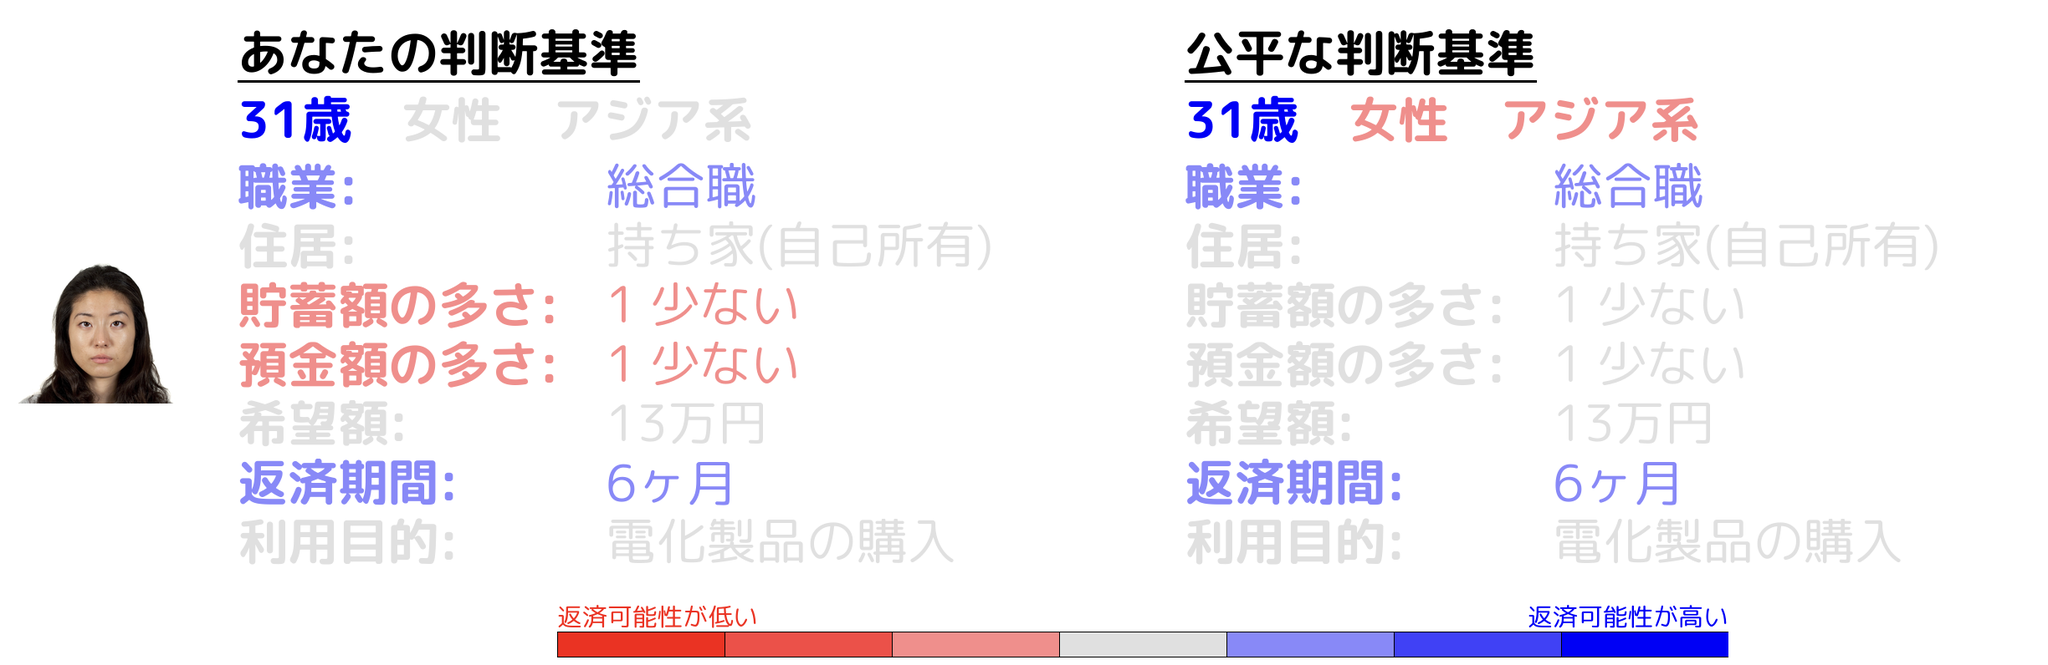 あなたの判断基準
31歳 女性 アジア系
職業: 総合職
住居: 持ち家(自己所有)
貯蓄額の多さ: 1 少ない
預金額の多さ: 1 少ない
希望額: 13万円
返済期間: 6ヶ月
利用目的: 電化製品の購入
公平な判断基準
31歳 女性 アジア系
職業: 総合職
住居: 持ち家(自己所有)
貯蓄額の多さ: 1 少ない
預金額の多さ: 1 少ない
希望額: 13万円
返済期間: 6ヶ月
利用目的: 電化製品の購入
返済可能性が低い
返済可能性が高い